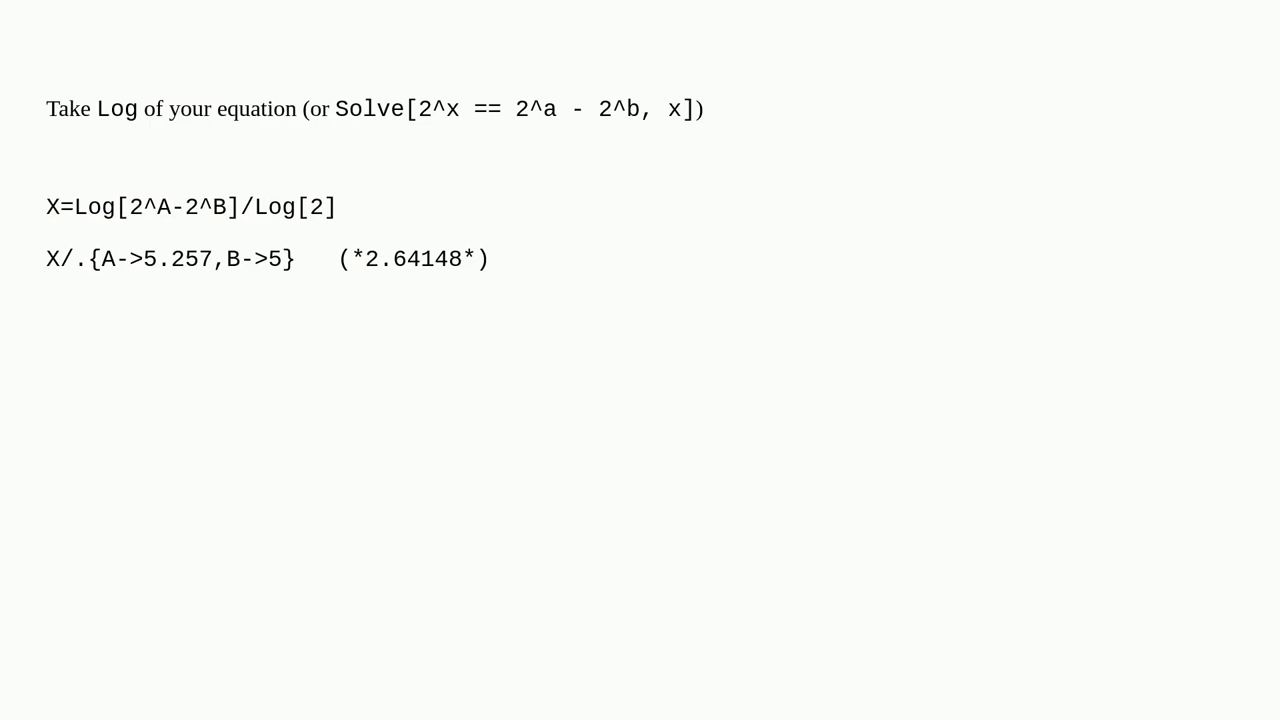 Take Log of your equation (or Solve[2^x == 2^a - 2^b, x])
X=Log[2^A-2^B]/Log[2]
X/.{A->5.257,B->5}   (*2.64148*)